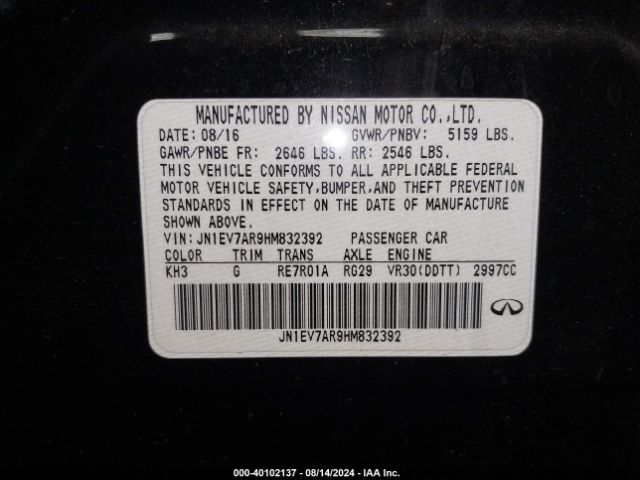 MANUFACTURED BY NISSAN MOTOR CO.,LTD.
DATE: 08/16 GVWR/PNBV: 5159 LBS.
GAWR/PNBE FR: 2646 LBS. RR: 2546 LBS.
THIS VEHICLE CONFORMS TO ALL APPLICABLE FEDERAL
MOTOR VEHICLE SAFETY,BUMPER,AND THEFT PREVENTION
STANDARDS IN EFFECT ON THE DATE OF MANUFACTURE
SHOWN ABOVE.
VIN: JN1EV7AR9HM832392 PASSENGER CAR
COLOR TRIM TRANS AXLE ENGINE
KH3 G RE7R01A RG29 VR30(DDTT) 2997CC
JN1EV7AR9HM832392
000-40102137 - 08/14/2024 - IAA Inc.